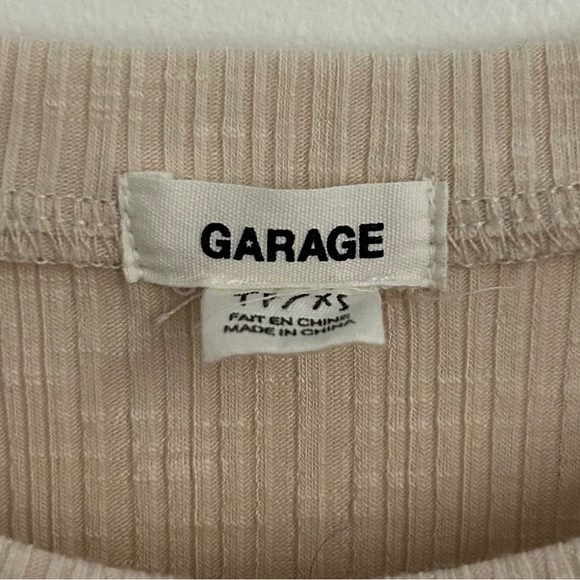 GARAGE
TP/XS
FAIT EN CHINE
MADE IN CHINA